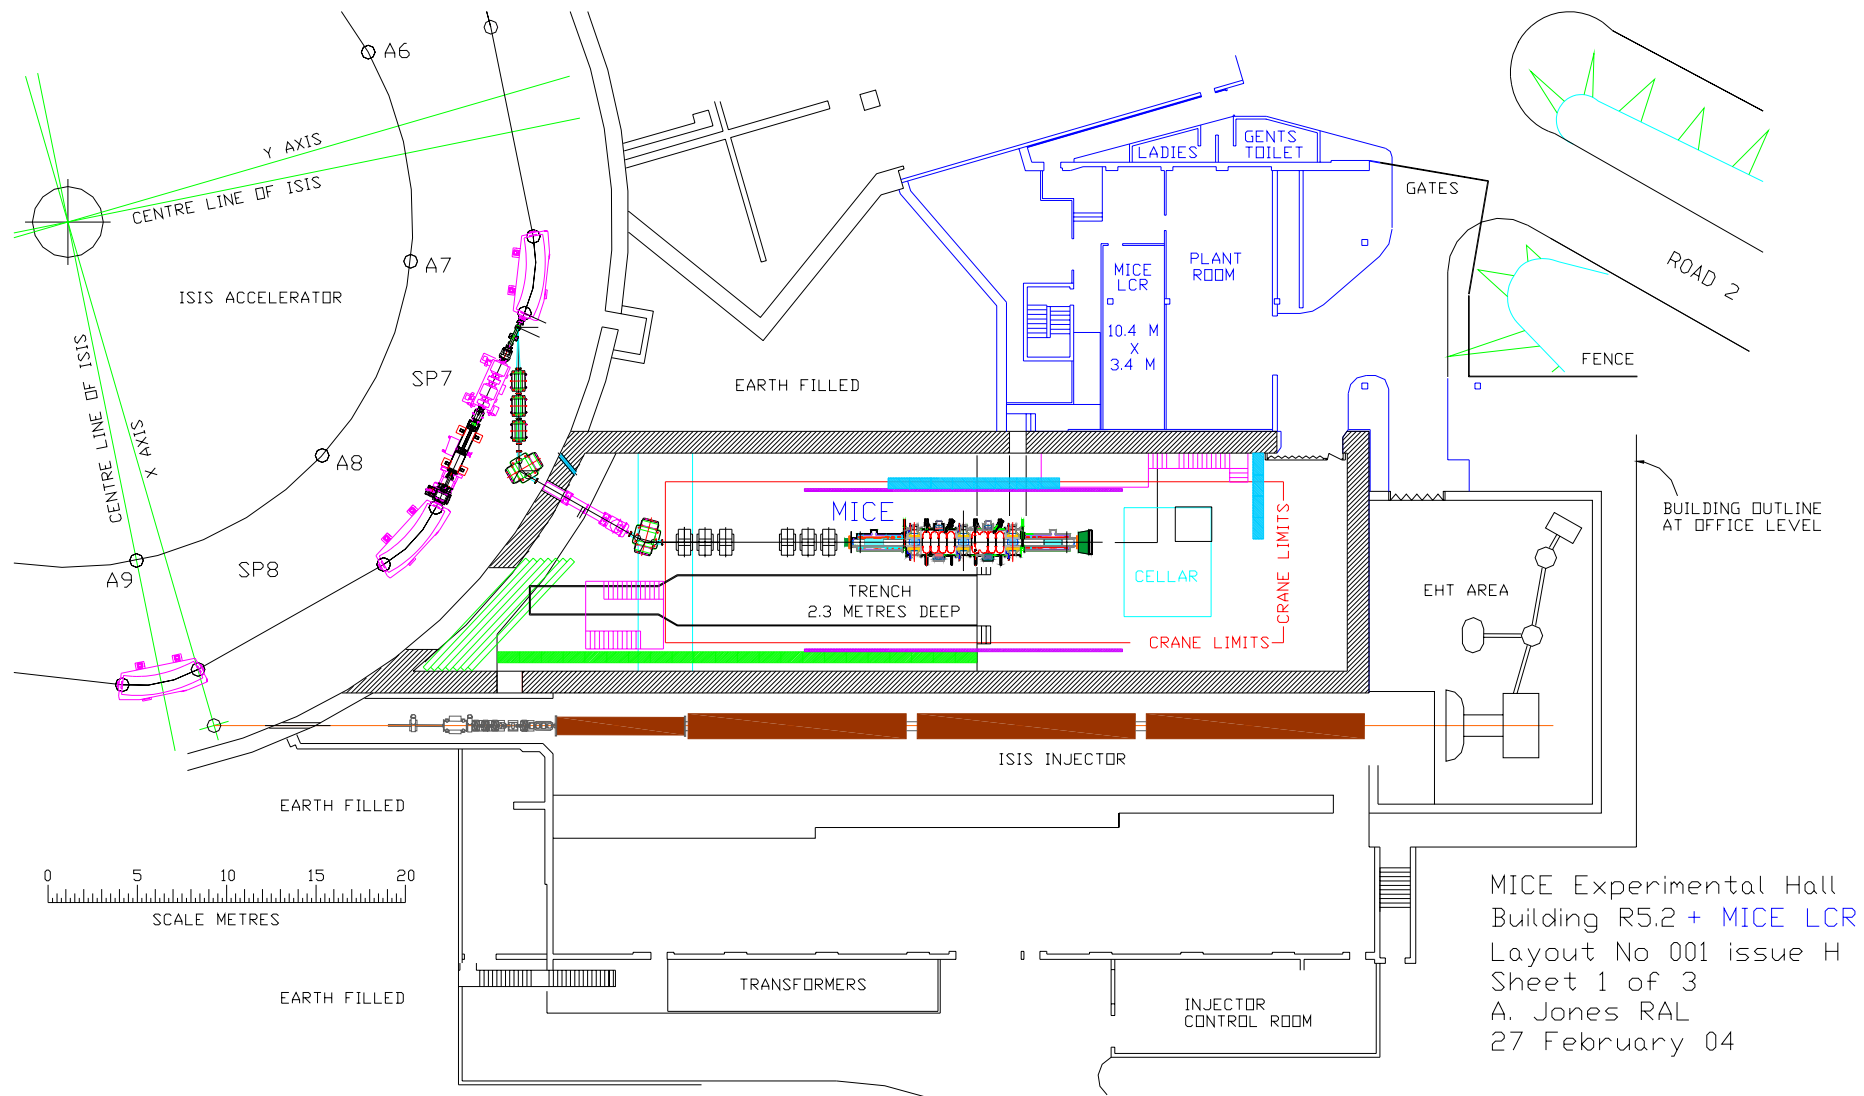 A6
Y AXIS
CENTRE LINE OF ISIS
A7
ISIS ACCELERATOR
CENTRE LINE OF ISIS
X AXIS
SP7
A8
A9
SP8
LADIES
GENTS
TOILET
GATES
MICE
LCR
10.4 M
X
3.4 M
PLANT
ROOM
ROAD 2
FENCE
EARTH FILLED
MICE
CELLAR
CRANE LIMITS
CRANE LIMITS
TRENCH
2.3 METRES DEEP
BUILDING OUTLINE
AT OFFICE LEVEL
EHT AREA
ISIS INJECTOR
EARTH FILLED
0 5 10 15 20
SCALE METRES
EARTH FILLED
TRANSFORMERS
INJECTOR
CONTROL ROOM
MICE Experimental Hall
Building R5.2 + MICE LCR
Layout No 001 issue H
Sheet 1 of 3
A. Jones RAL
27 February 04